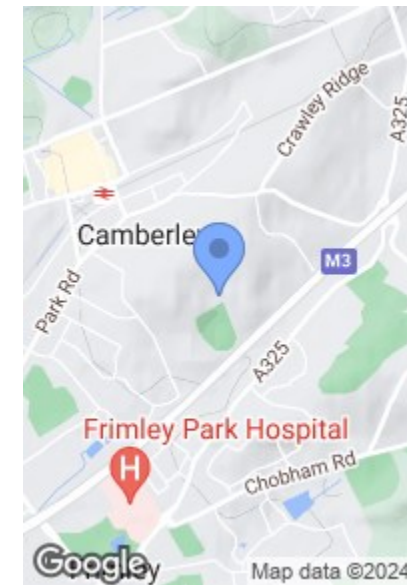 Crawley Ridge
A325
Camberle
M3
Park Rd
A325
Frimley Park Hospital
H
Chobham Rd
Google
Map data ©2024